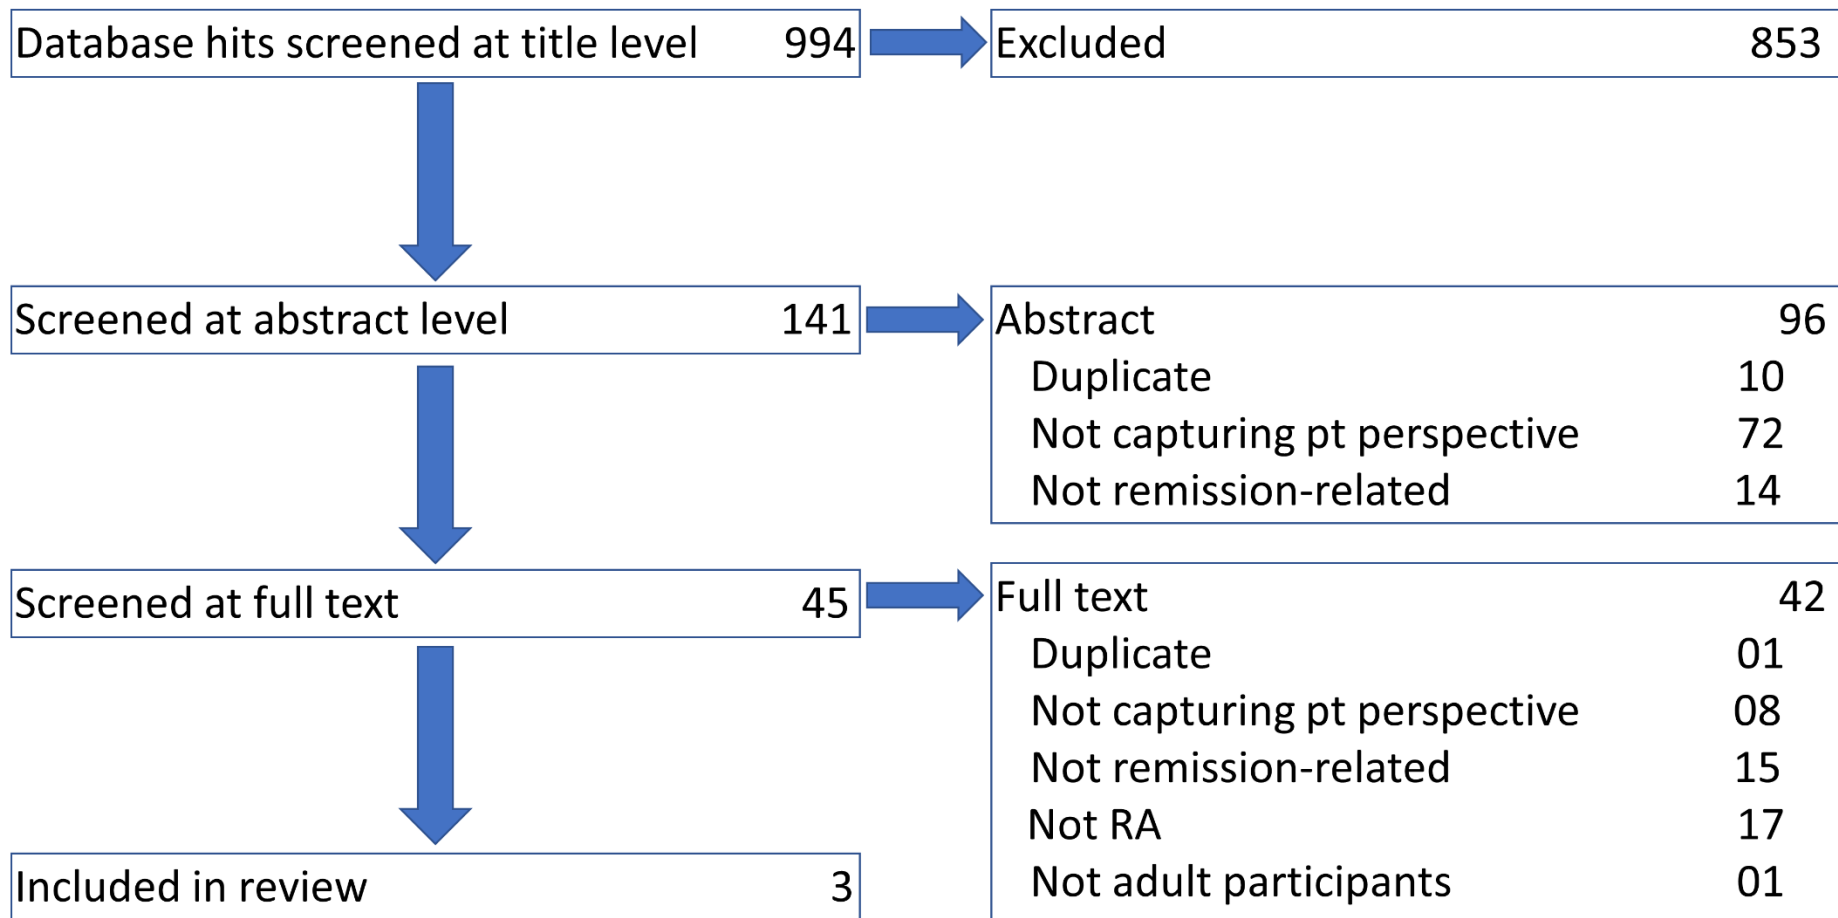 Database hits screened at title level 994
Excluded 853
Screened at abstract level 141
Abstract 96
Duplicate 10
Not capturing pt perspective 72
Not remission-related 14
Screened at full text 45
Full text 42
Duplicate 01
Not capturing pt perspective 08
Not remission-related 15
Not RA 17
Not adult participants 01
Included in review 3